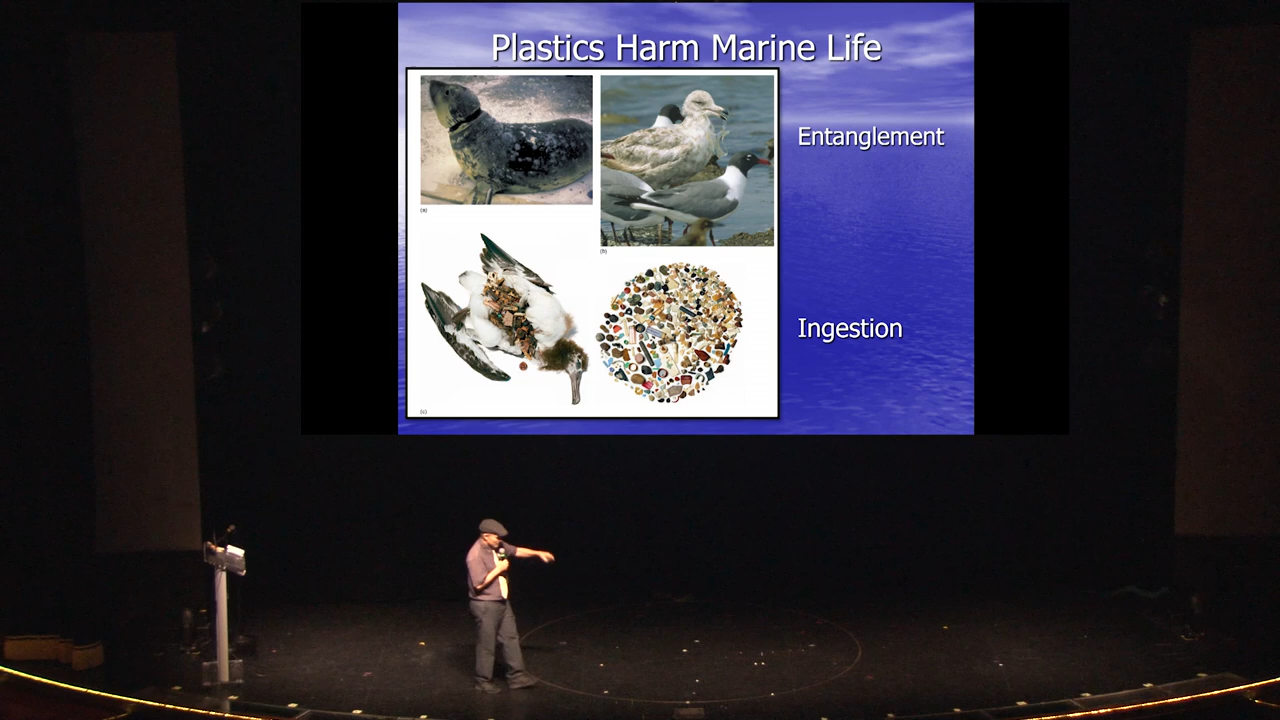 Plastics Harm Marine Life
Entanglement
(a)
(b)
Ingestion
(c)